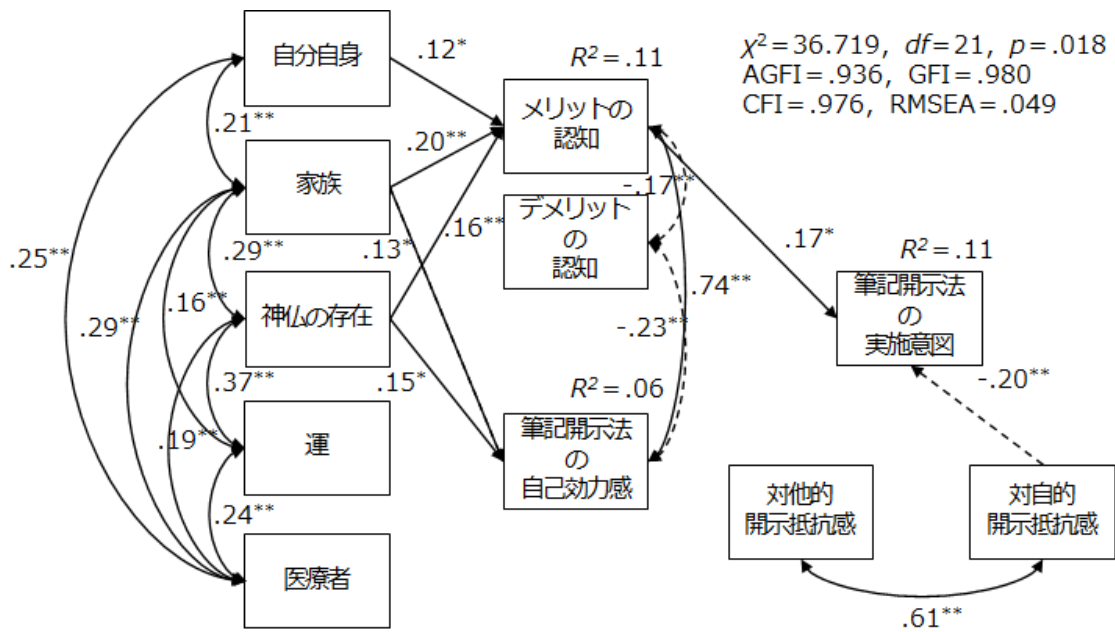 自分自身
.12*
R²=.11
χ²=36.719, df=21, p=.018
AGFI=.936, GFI=.980
CFI=.976, RMSEA=.049
メリットの
認知
.21**
.20**
家族
-.17**
デメリット
の
認知
.16**
.13*
.25**
.29**
.17*
R²=.11
.74**
.16**
.29**
神仏の存在
筆記開示法
の
実施意図
-.23**
.37**
.15*
R²=.06
-.20**
.19**
運
筆記開示法
の
自己効力感
.24**
対他的
開示抵抗感
対自的
開示抵抗感
医療者
.61**